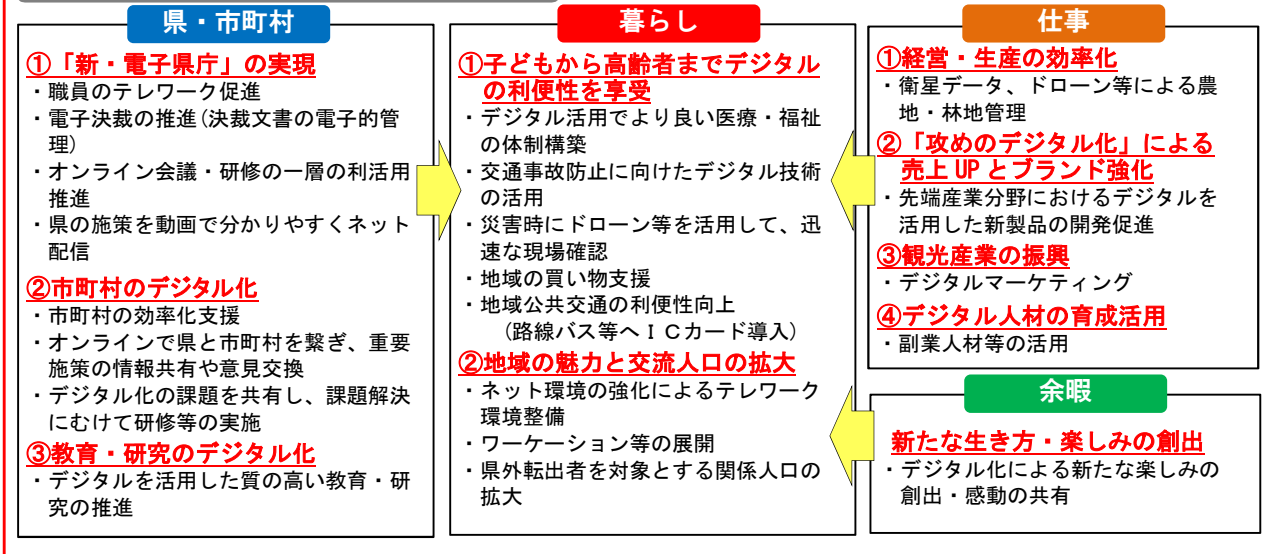 県・市町村
①「新・電子県庁」の実現
・職員のテレワーク促進
・電子決裁の推進(決裁文書の電子的管
理)
・オンライン会議・研修の一層の利活用
推進
・県の施策を動画で分かりやすくネット
配信
②市町村のデジタル化
・市町村の効率化支援
・オンラインで県と市町村を繋ぎ、重要
施策の情報共有や意見交換
・デジタル化の課題を共有し、課題解決
にむけて研修等の実施
③教育・研究のデジタル化
・デジタルを活用した質の高い教育・研
究の推進
暮らし
①子どもから高齢者までデジタル
の利便性を享受
・デジタル活用でより良い医療・福祉
の体制構築
・交通事故防止に向けたデジタル技術
の活用
・災害時にドローン等を活用して、迅
速な現場確認
・地域の買い物支援
・地域公共交通の利便性向上
(路線バス等へICカード導入)
②地域の魅力と交流人口の拡大
・ネット環境の強化によるテレワーク
環境整備
・ワーケーション等の展開
・県外転出者を対象とする関係人口の
拡大
仕事
①経営・生産の効率化
・衛星データ、ドローン等による農
地・林地管理
②「攻めのデジタル化」による
売上UPとブランド強化
・先端産業分野におけるデジタルを
活用した新製品の開発促進
③観光産業の振興
・デジタルマーケティング
④デジタル人材の育成活用
・副業人材等の活用
余暇
新たな生き方・楽しみの創出
・デジタル化による新たな楽しみの
創出・感動の共有